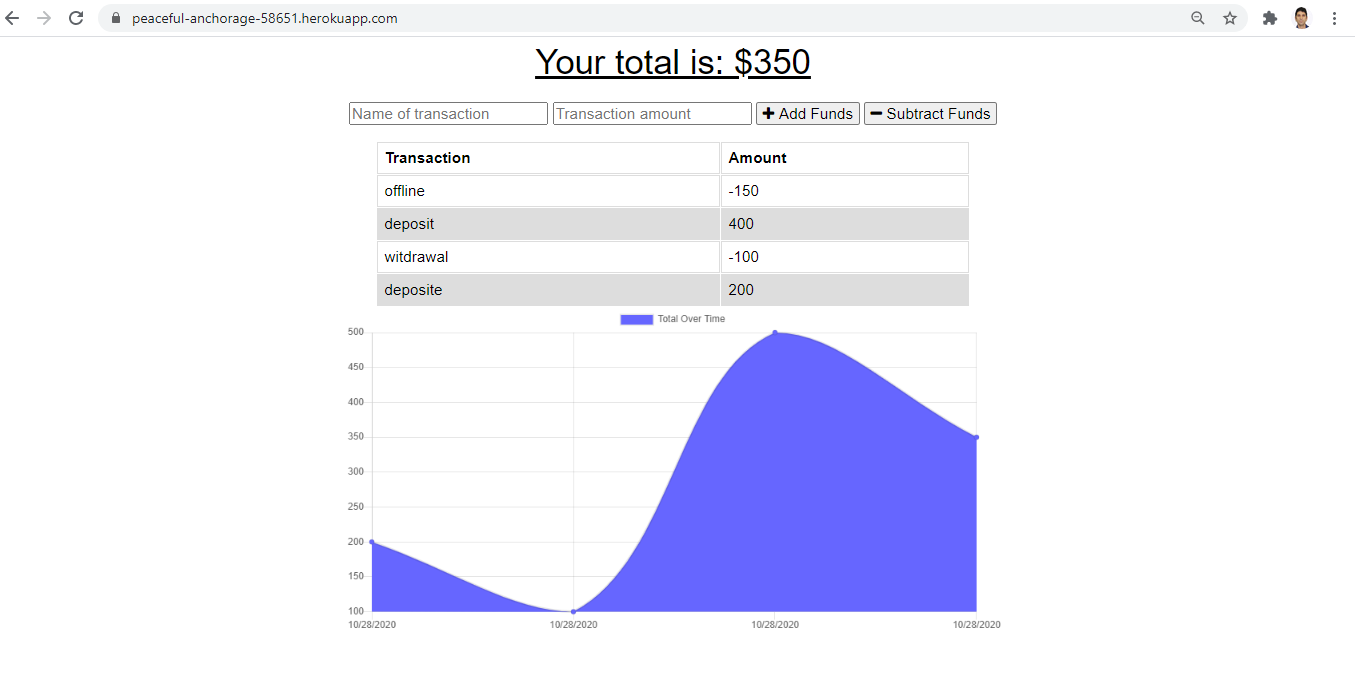 peaceful-anchorage-58651.herokuapp.com
Your total is: $350
Name of transaction Transaction amount Add Funds Subtract Funds
Transaction Amount
offline -150
deposit 400
witdrawal -100
deposite 200
Total Over Time
500
450
400
350
300
250
200
150
100
10/28/2020 10/28/2020 10/28/2020 10/28/2020